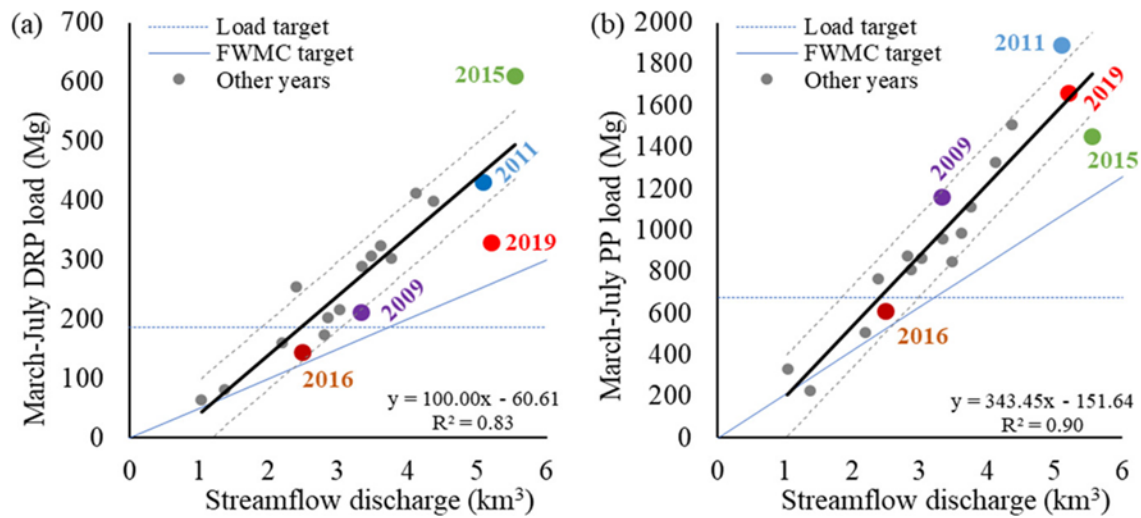 (a)
700
600
500
400
300
200
100
0
March-July DRP load (Mg)
Load target
FWMC target
Other years
2015
2011
2019
2009
2016
y = 100.00x - 60.61
R² = 0.83
0 1 2 3 4 5 6
Streamflow discharge (km³)
(b)
2000
1800
1600
1400
1200
1000
800
600
400
200
0
March-July PP load (Mg)
Load target
FWMC target
Other years
2011
2019
2015
2009
2016
y = 343.45x - 151.64
R² = 0.90
0 1 2 3 4 5 6
Streamflow discharge (km³)